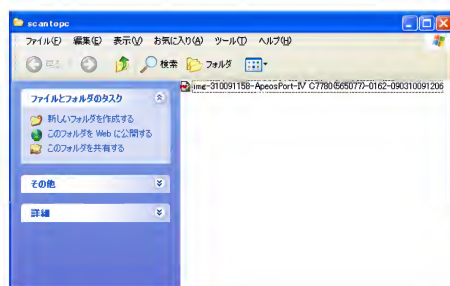 scantopc
ファイル(F) 編集(E) 表示(V) お気に入り(A) ツール(T) ヘルプ(H)
戻る 検索 フォルダ
ファイルとフォルダのタスク
新しいフォルダを作成する
このフォルダを Web に公開する
このフォルダを共有する
その他
詳細
img-310091158-ApeosPort-IV C7780(565077)-0162-090310091206